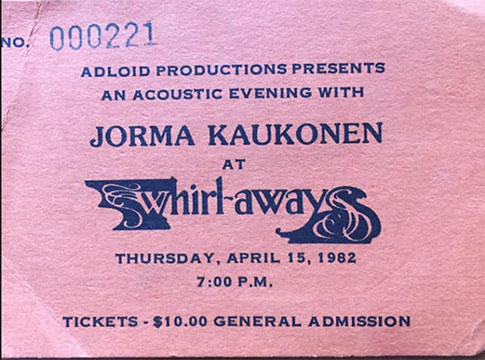 NO. 000221
ADLOID PRODUCTIONS PRESENTS
AN ACOUSTIC EVENING WITH
JORMA KAUKONEN
AT
Whirl-aways
THURSDAY, APRIL 15, 1982
7:00 P.M.
TICKETS - $10.00 GENERAL ADMISSION